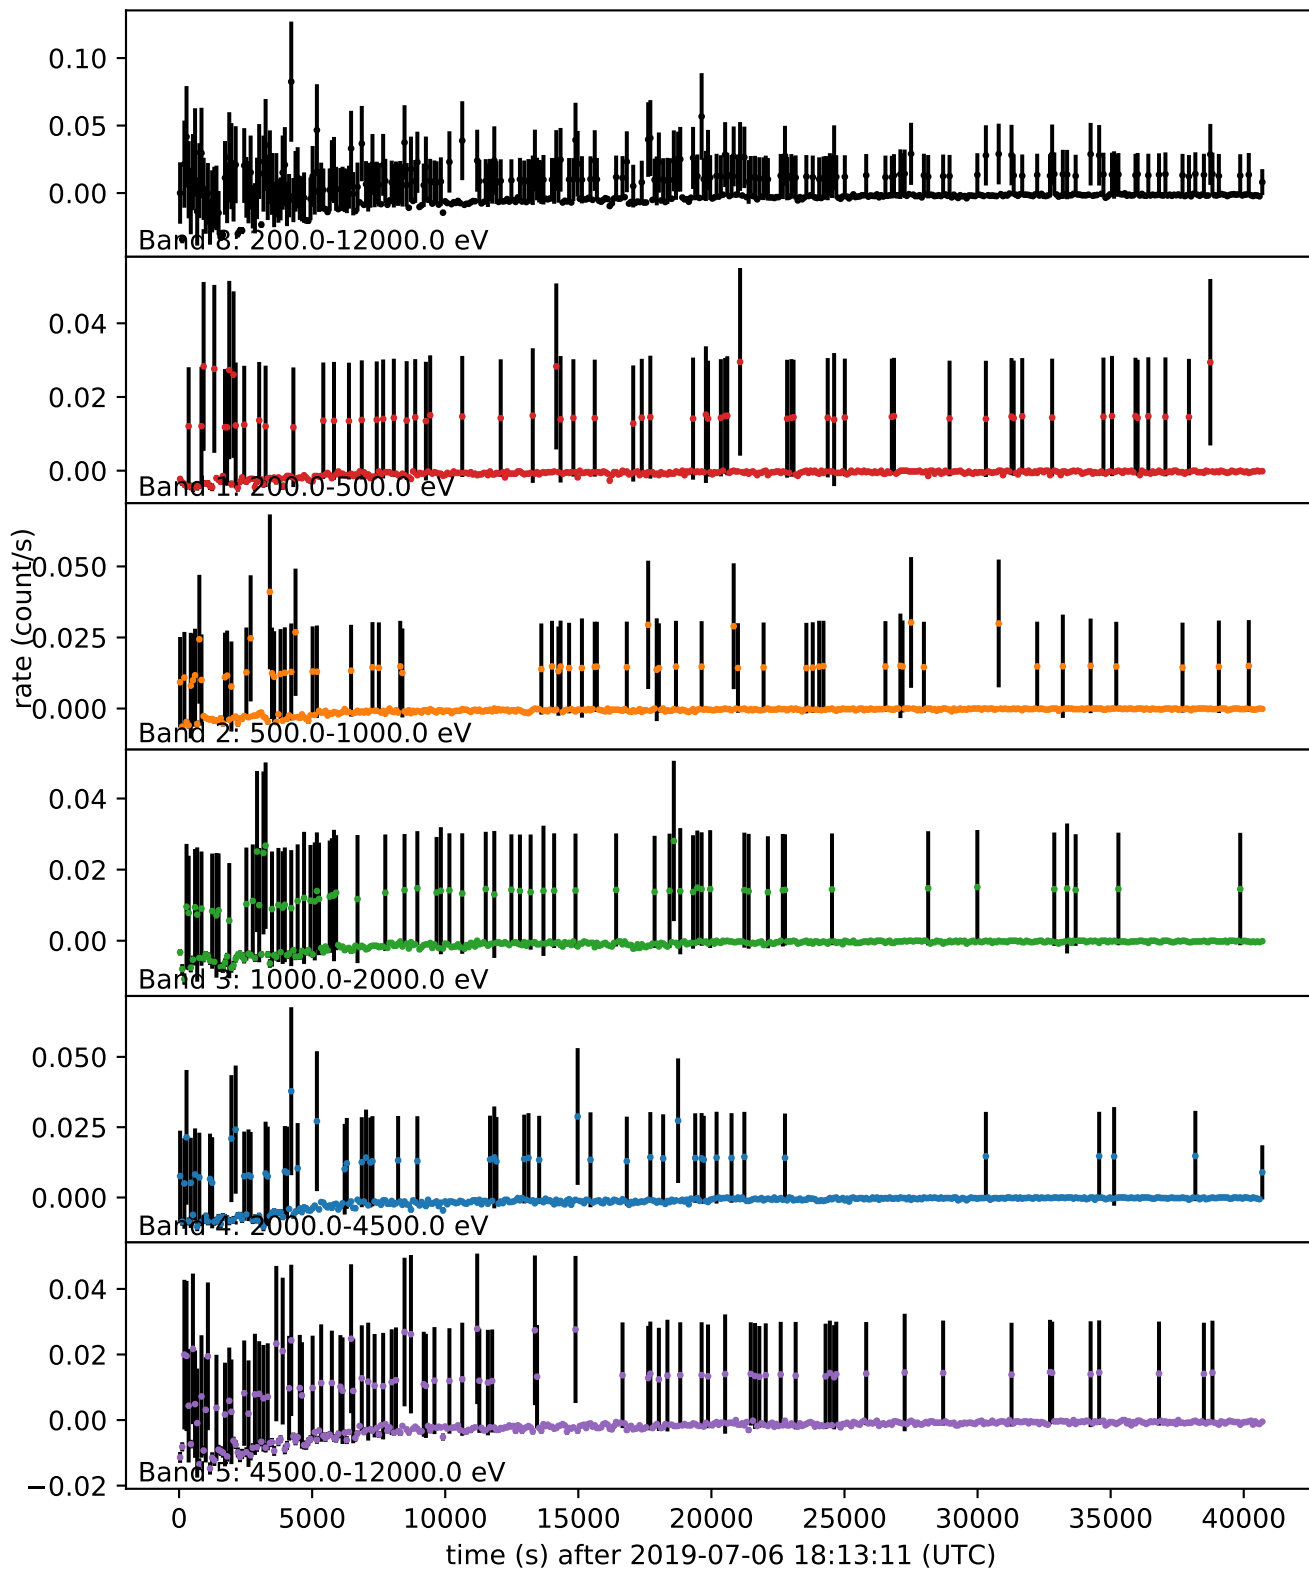 0.10
0.05
0.00
Band 8: 200.0-12000.0 eV
0.04
0.02
0.00
Band 1: 200.0-500.0 eV
rate (count/s)
0.050
0.025
0.000
Band 2: 500.0-1000.0 eV
0.04
0.02
0.00
Band 3: 1000.0-2000.0 eV
0.050
0.025
0.000
Band 4: 2000.0-4500.0 eV
0.04
0.02
0.00
−0.02
Band 5: 4500.0-12000.0 eV
0 5000 10000 15000 20000 25000 30000 35000 40000
time (s) after 2019-07-06 18:13:11 (UTC)